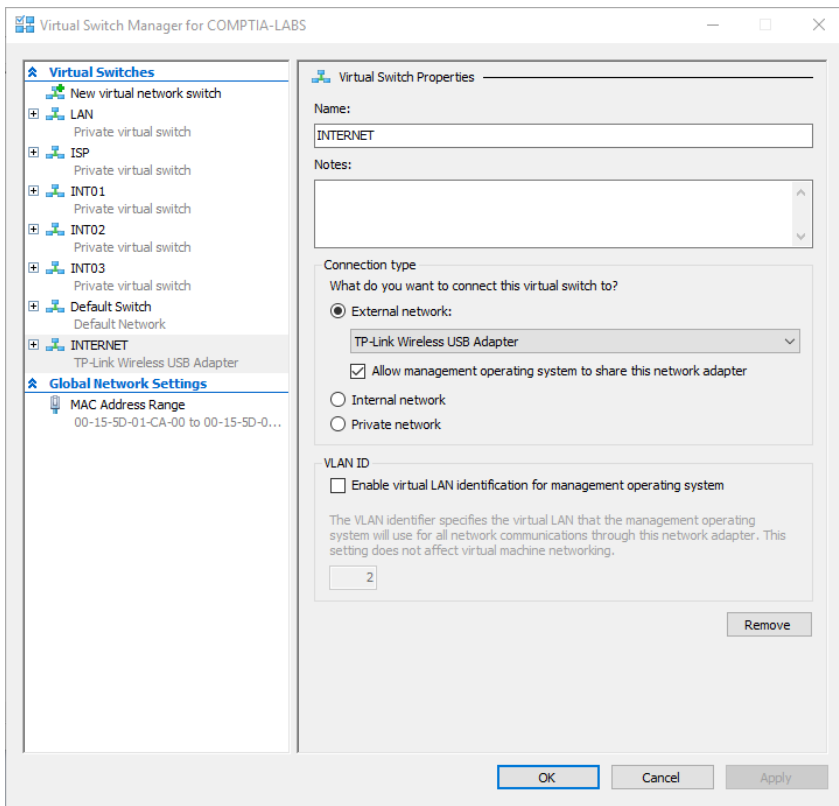 Virtual Switch Manager for COMPTIA-LABS
Virtual Switches
New virtual network switch
LAN
Private virtual switch
ISP
Private virtual switch
INT01
Private virtual switch
INT02
Private virtual switch
INT03
Private virtual switch
Default Switch
Default Network
INTERNET
TP-Link Wireless USB Adapter
Global Network Settings
MAC Address Range
00-15-5D-01-CA-00 to 00-15-5D-0...
Virtual Switch Properties
Name:
INTERNET
Notes:
Connection type
What do you want to connect this virtual switch to?
External network:
TP-Link Wireless USB Adapter
Allow management operating system to share this network adapter
Internal network
Private network
VLAN ID
Enable virtual LAN identification for management operating system
The VLAN identifier specifies the virtual LAN that the management operating
system will use for all network communications through this network adapter. This
setting does not affect virtual machine networking.
2
Remove
OK
Cancel
Apply